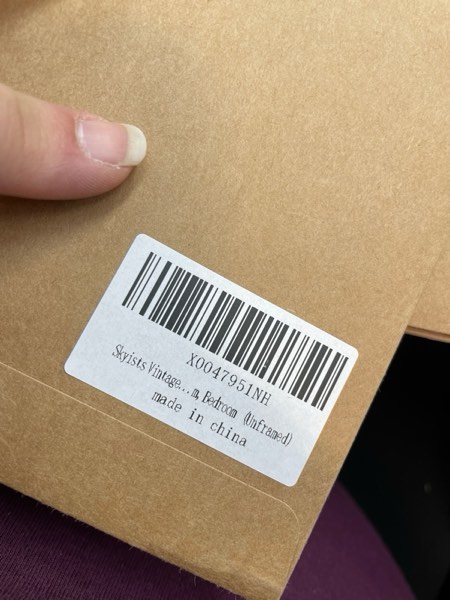 X0047951NH
Skyists Vintage...m, Bedroom (Unframed)
made in china